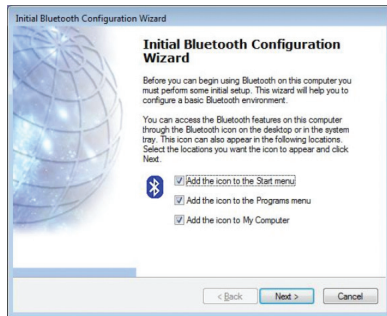 Initial Bluetooth Configuration Wizard
Initial Bluetooth Configuration
Wizard
Before you can begin using Bluetooth on this computer you
must perform some initial setup. This wizard will help you to
configure a basic Bluetooth environment.
You can access the Bluetooth features on this computer
through the Bluetooth icon on the desktop or in the system
tray. This icon can also appear in the following locations.
Select the locations you want the icon to appear and click
Next.
Add the icon to the Start menu
Add the icon to the Programs menu
Add the icon to My Computer
< Back Next > Cancel